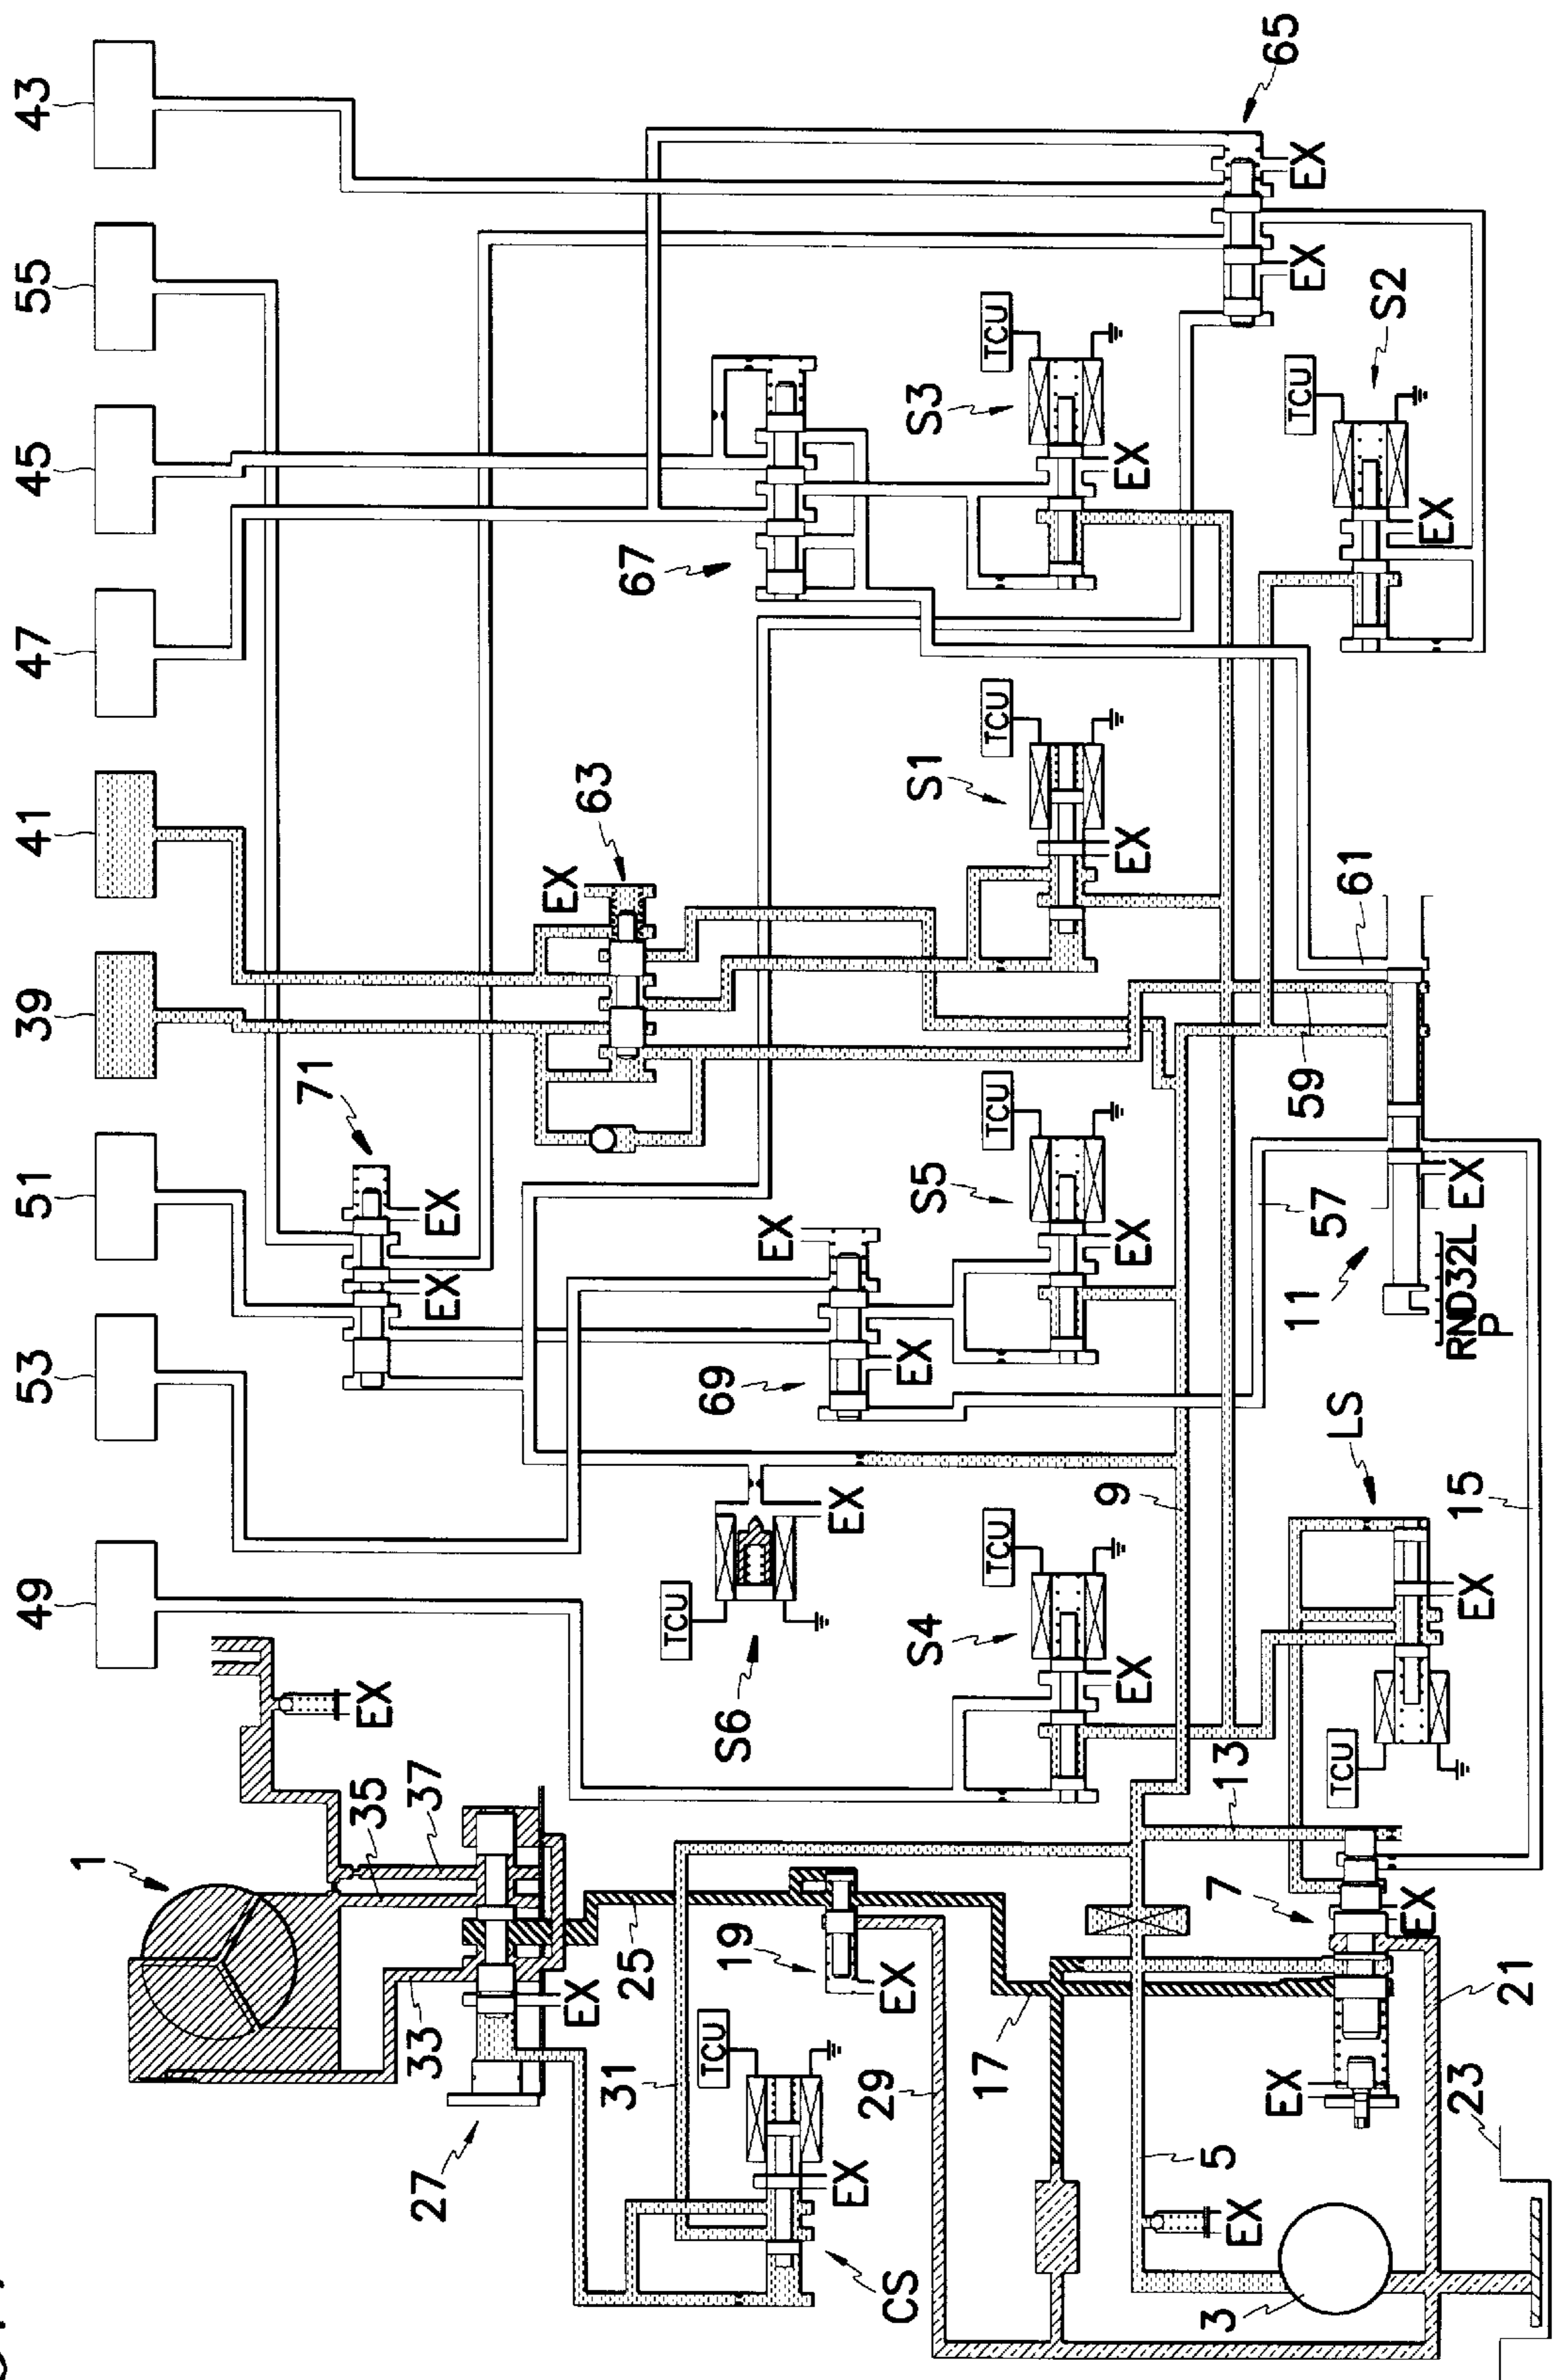 43
55
45
47
41
39
51
53
49
65
EX
EX
S2
TCU
EX
67
S3
TCU
EX
63
EX
S1
TCU
EX
61
59
71
EX
EX
S5
TCU
EX
EX
69
EX
57
11
EX
RND32L
P
S6
TCU
EX
S4
TCU
EX
9
LS
15
EX
TCU
13
EX
1
35
37
33
27
EX
25
31
19
EX
TCU
EX
CS
29
17
7
EX
EX
21
23
5
EX
3